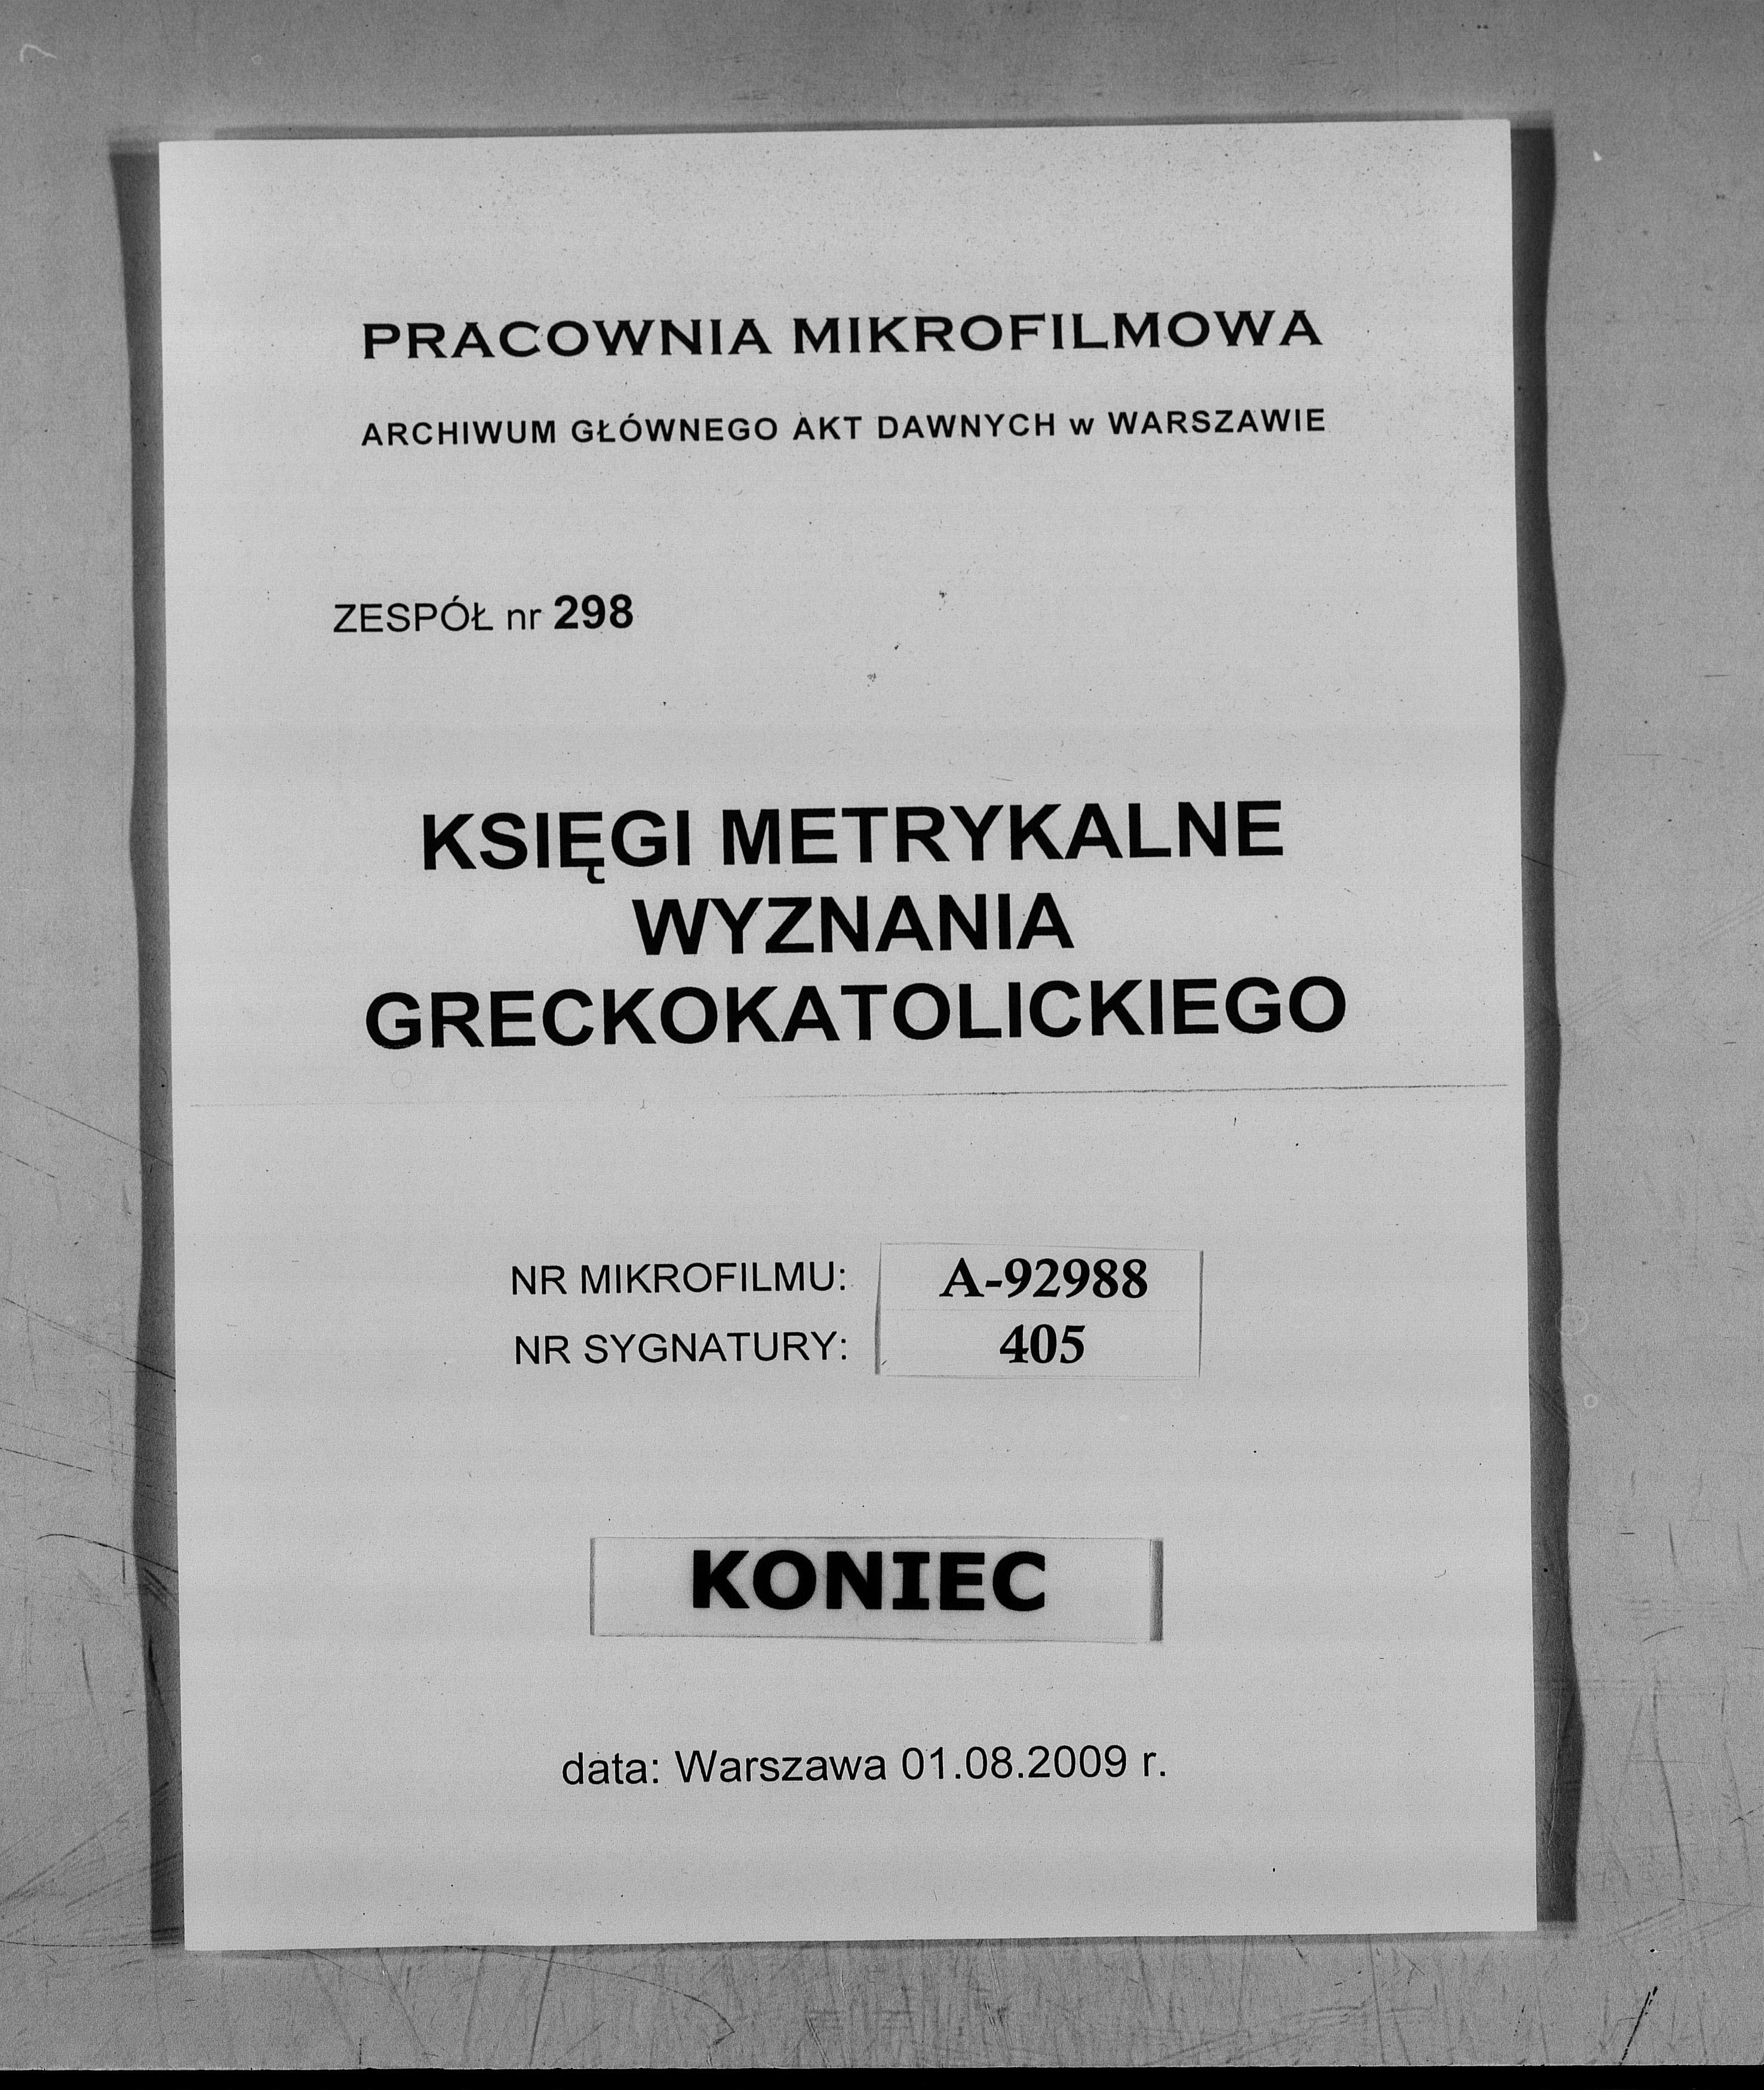 PRACOWNIA MIKROFILMOWA
ARCHIWUM GŁÓWNEGO AKT DAWNYCH w WARSZAWIE
ZESPÓŁ nr 298
KSIĘGI METRYKALNE
WYZNANIA
GRECKOKATOLICKIEGO
NR MIKROFILMU: A-92988
NR SYGNATURY: 405
KONIEC
data: Warszawa 01.08.2009 r.